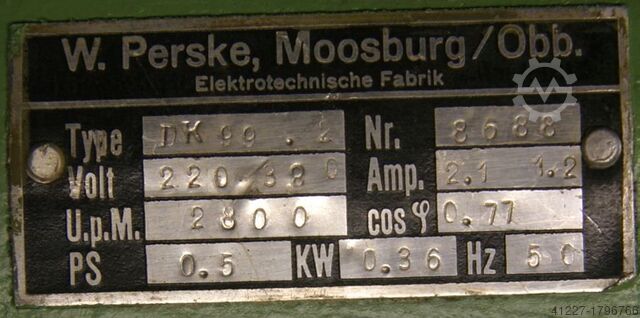 W. Perske, Moosburg/Obb.
Elektrotechnische Fabrik
Type DK 99.2 Nr. 8688
Volt 220/380 Amp. 2.1 1.2
U.p.M. 2800 cos φ 0.77
PS 0.5 KW 0.36 Hz 50
41227-1796766